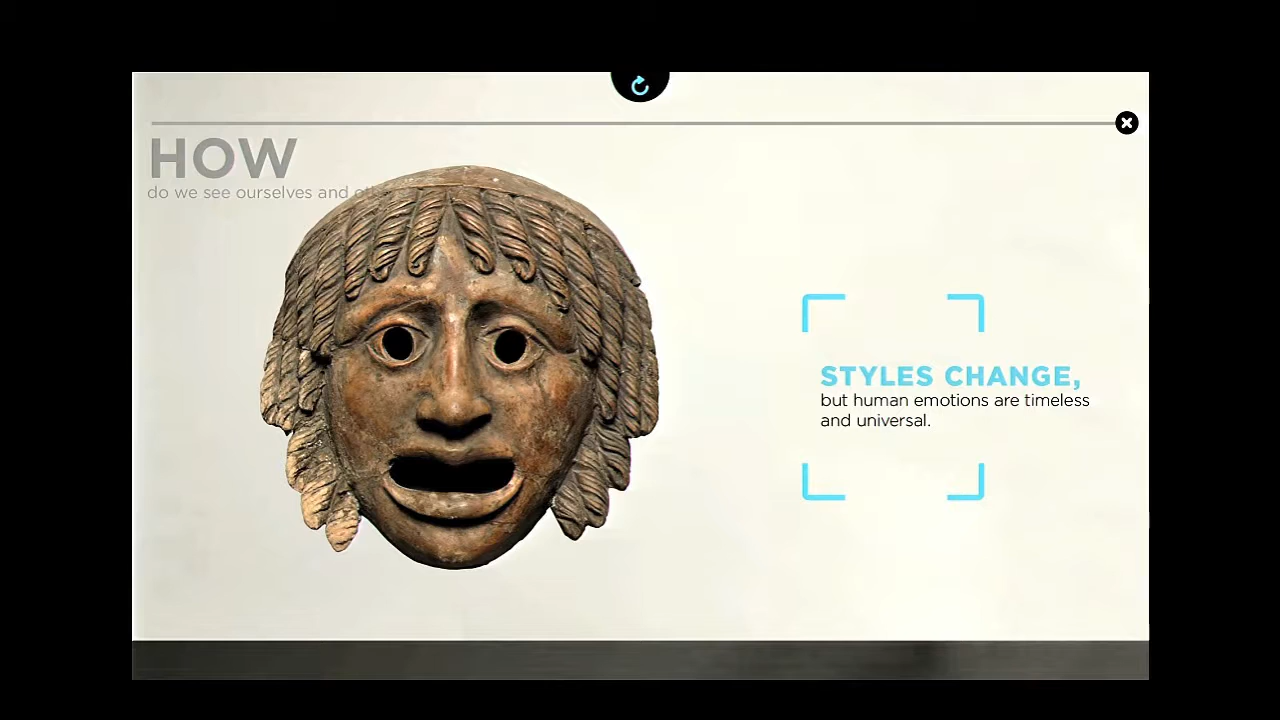 HOW
do we see ourselves and
STYLES CHANGE,
but human emotions are timeless
and universal.